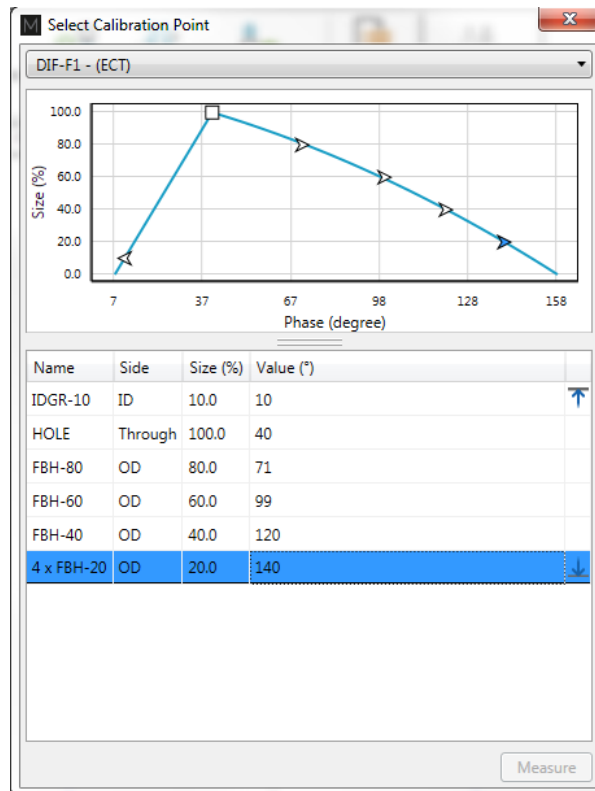 M Select Calibration Point
DIF-F1 - (ECT)
100.0
80.0
60.0
40.0
20.0
0.0
Size (%)
7 37 67 98 128 158
Phase (degree)
Name Side Size (%) Value (°)
IDGR-10 ID 10.0 10
HOLE Through 100.0 40
FBH-80 OD 80.0 71
FBH-60 OD 60.0 99
FBH-40 OD 40.0 120
4 x FBH-20 OD 20.0 140
Measure